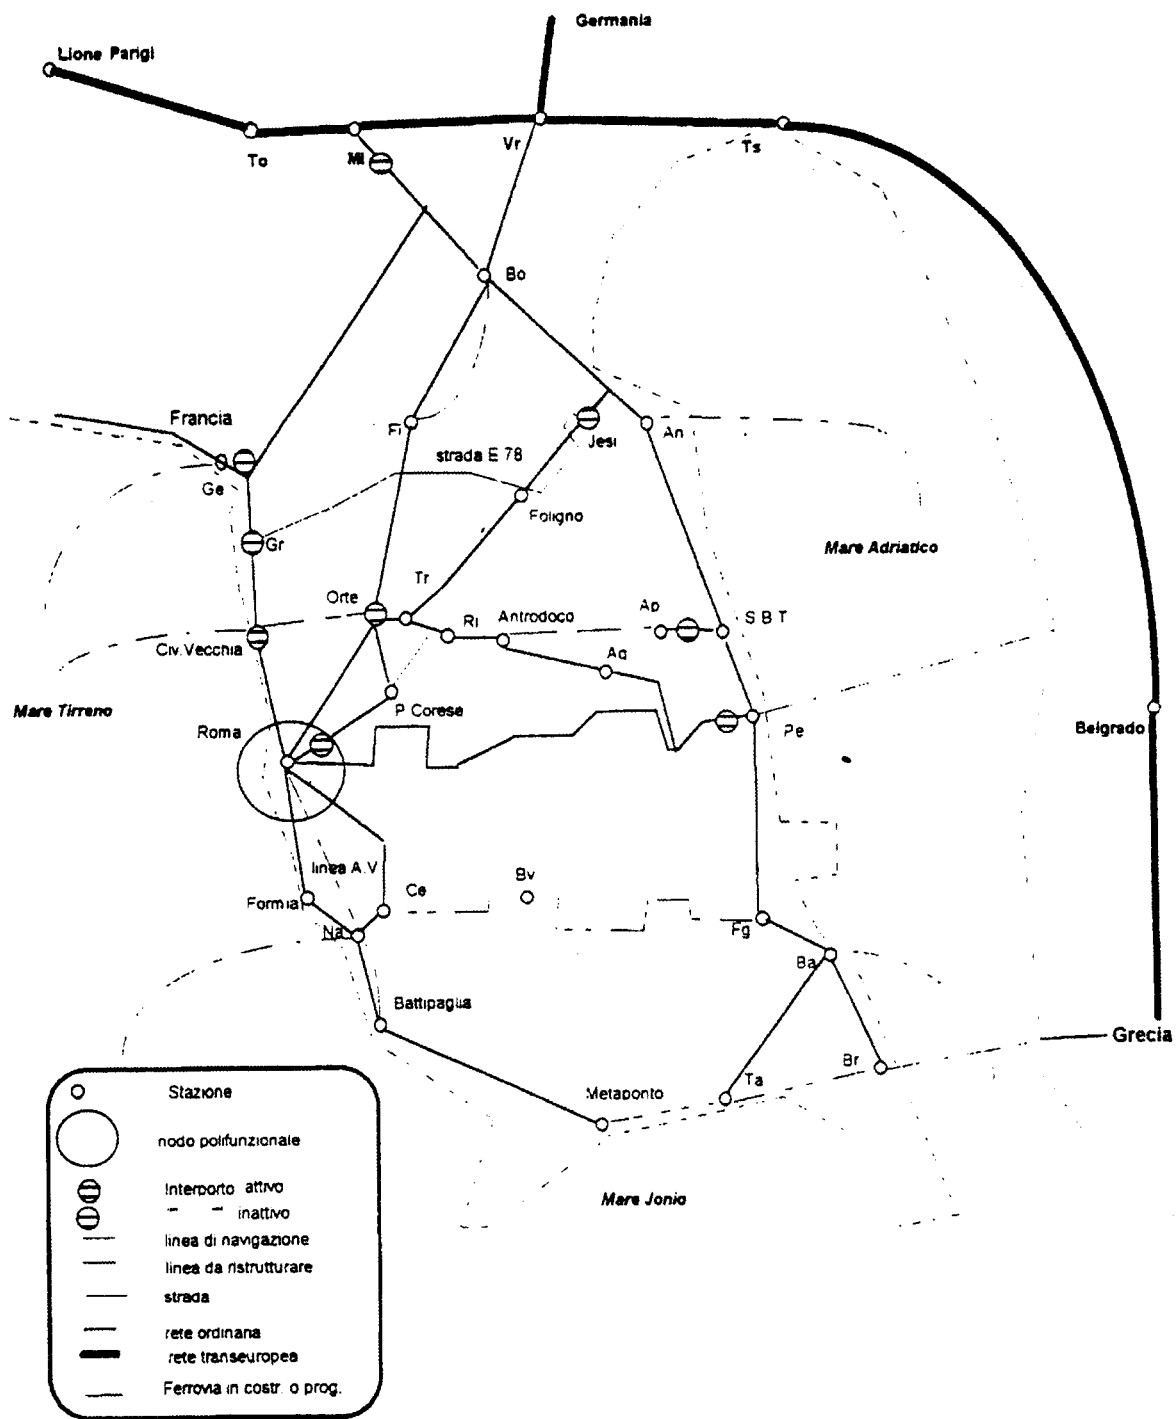 Germania
Lione Parigi
To
Mi
Vr
Ts
Bo
Francia
Fi
Jesi
An
strada E 78
Ge
Foligno
Gr
Mare Adriatico
Tr
Orte
Ri
Antrodoco
Ap
S B T
Civ. Vecchia
Aq
Mare Tirreno
P. Corese
Roma
Pe
Belgrado
linea A.V
Bv
Formia
Ce
Na
Fg
Ba
Battipaglia
Grecia
Br
Metaponto
Ta
Mare Jonio
Stazione
nodo polifunzionale
Interporto attivo
" " inattivo
linea di navigazione
linea da ristrutturare
strada
rete ordinaria
rete transeuropea
Ferrovia in costr. o prog.